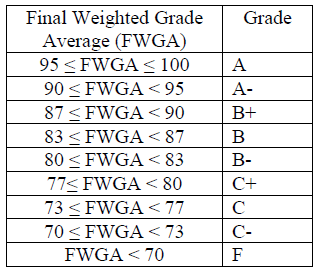 Final Weighted Grade Grade
Average (FWGA)
95 ≤ FWGA ≤ 100 A
90 ≤ FWGA < 95 A-
87 ≤ FWGA < 90 B+
83 ≤ FWGA < 87 B
80 ≤ FWGA < 83 B-
77≤ FWGA < 80 C+
73 ≤ FWGA < 77 C
70 ≤ FWGA < 73 C-
FWGA < 70 F